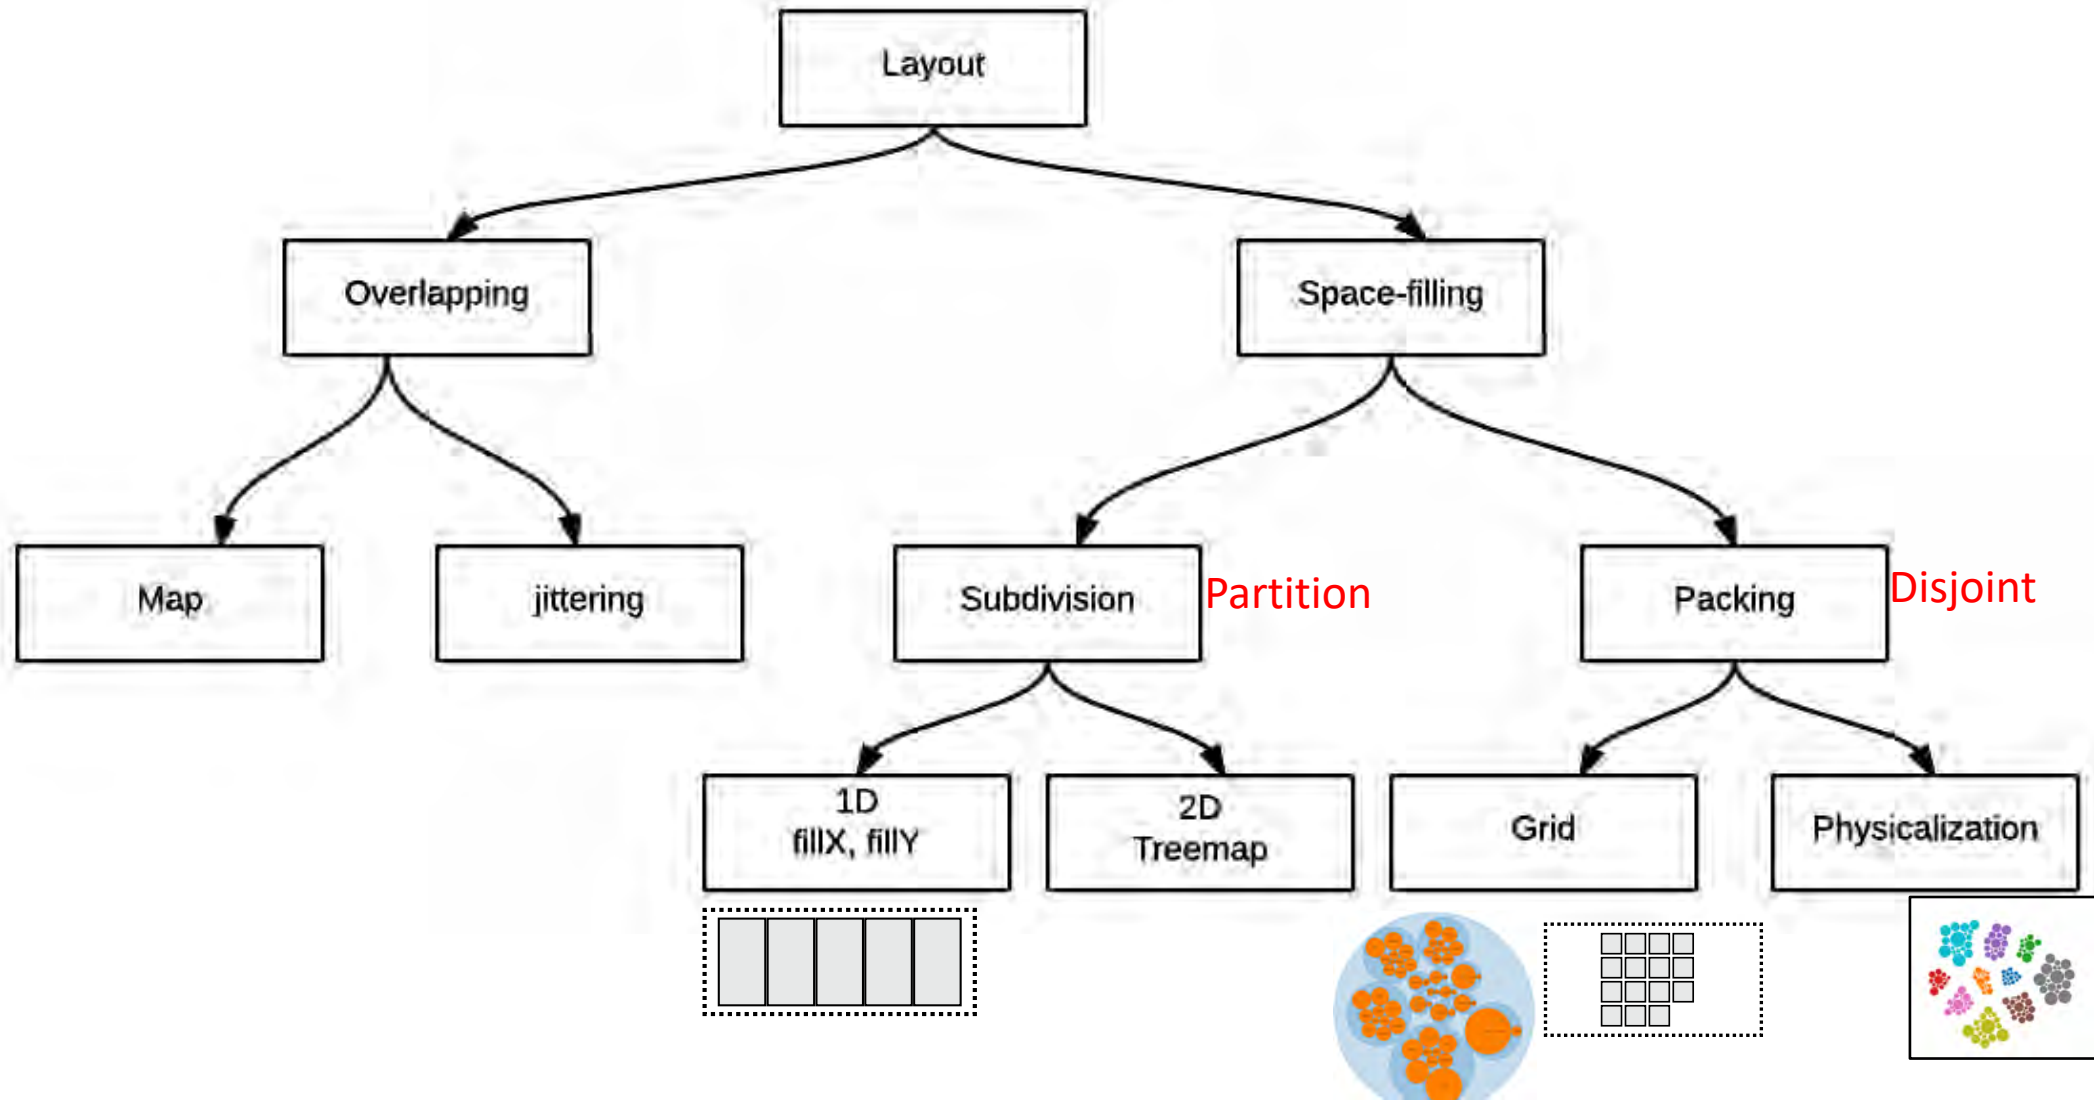 Layout
Overlapping
Space-filling
Map
jittering
Subdivision
Partition
Packing
Disjoint
1D
fillX, fillY
2D
Treemap
Grid
Physicalization